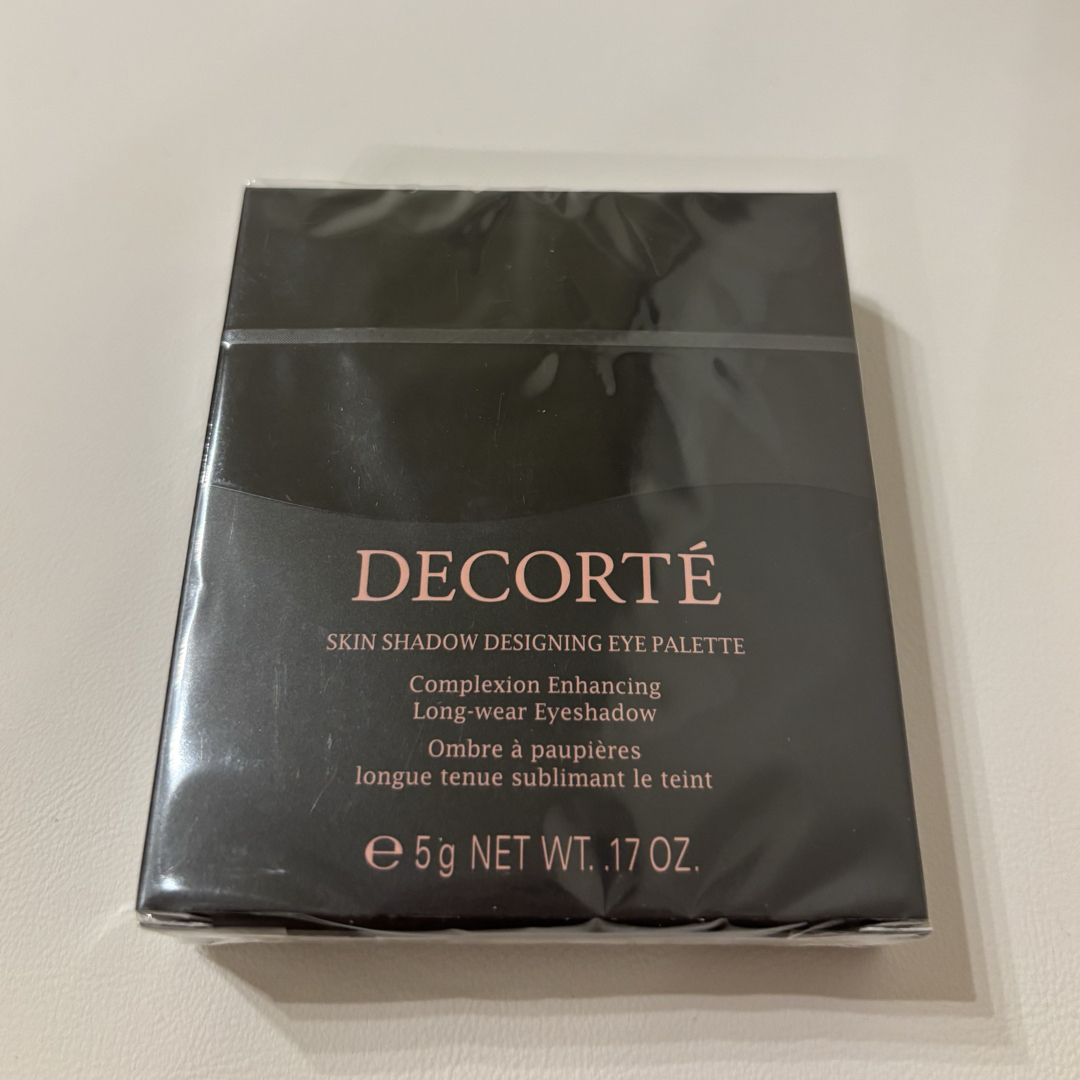 DECORTÉ
SKIN SHADOW DESIGNING EYE PALETTE
Complexion Enhancing
Long-wear Eyeshadow
Ombre à paupières
longue tenue sublimant le teint
℮ 5g NET WT. .17 OZ.